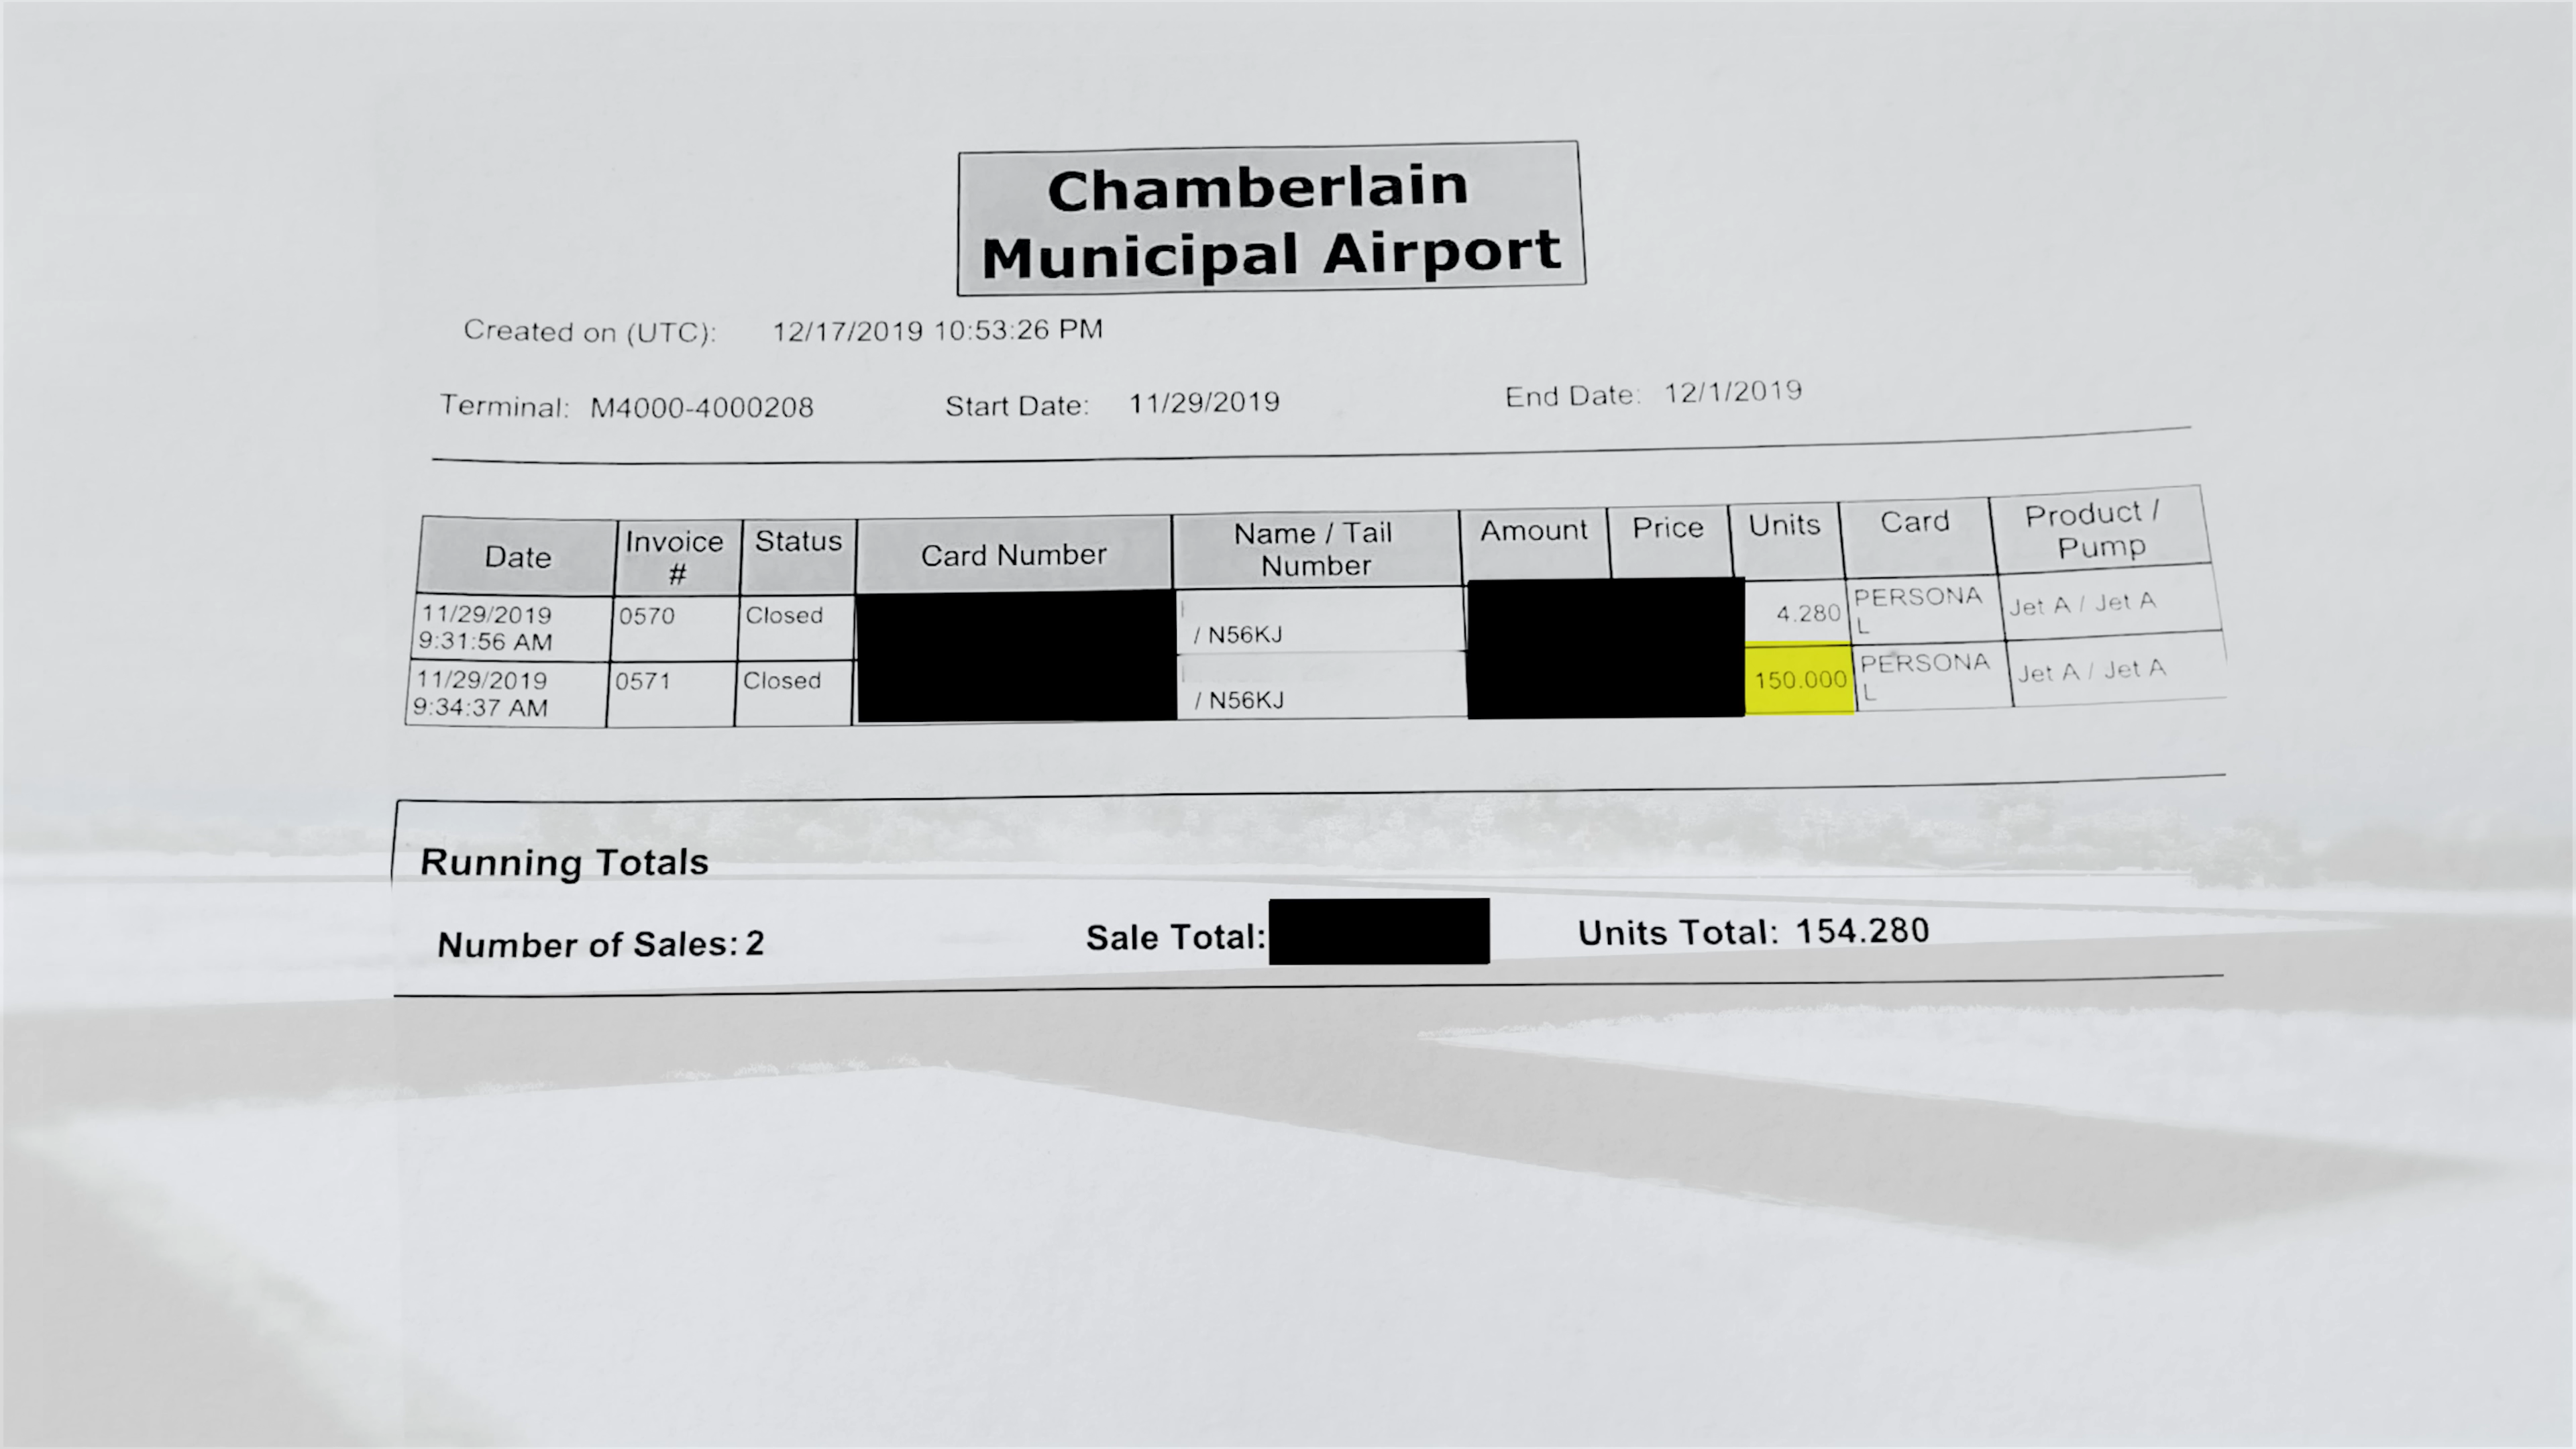 Chamberlain
Municipal Airport
Created on (UTC): 12/17/2019 10:53:26 PM
Terminal: M4000-4000208 Start Date: 11/29/2019 End Date: 12/1/2019
Date Invoice # Status Card Number Name / Tail Number Amount Price Units Card Product / Pump
11/29/2019 9:31:56 AM 0570 Closed / N56KJ 4.280 PERSONAL Jet A / Jet A
11/29/2019 9:34:37 AM 0571 Closed / N56KJ 150.000 PERSONAL Jet A / Jet A
Running Totals
Number of Sales: 2 Sale Total: Units Total: 154.280